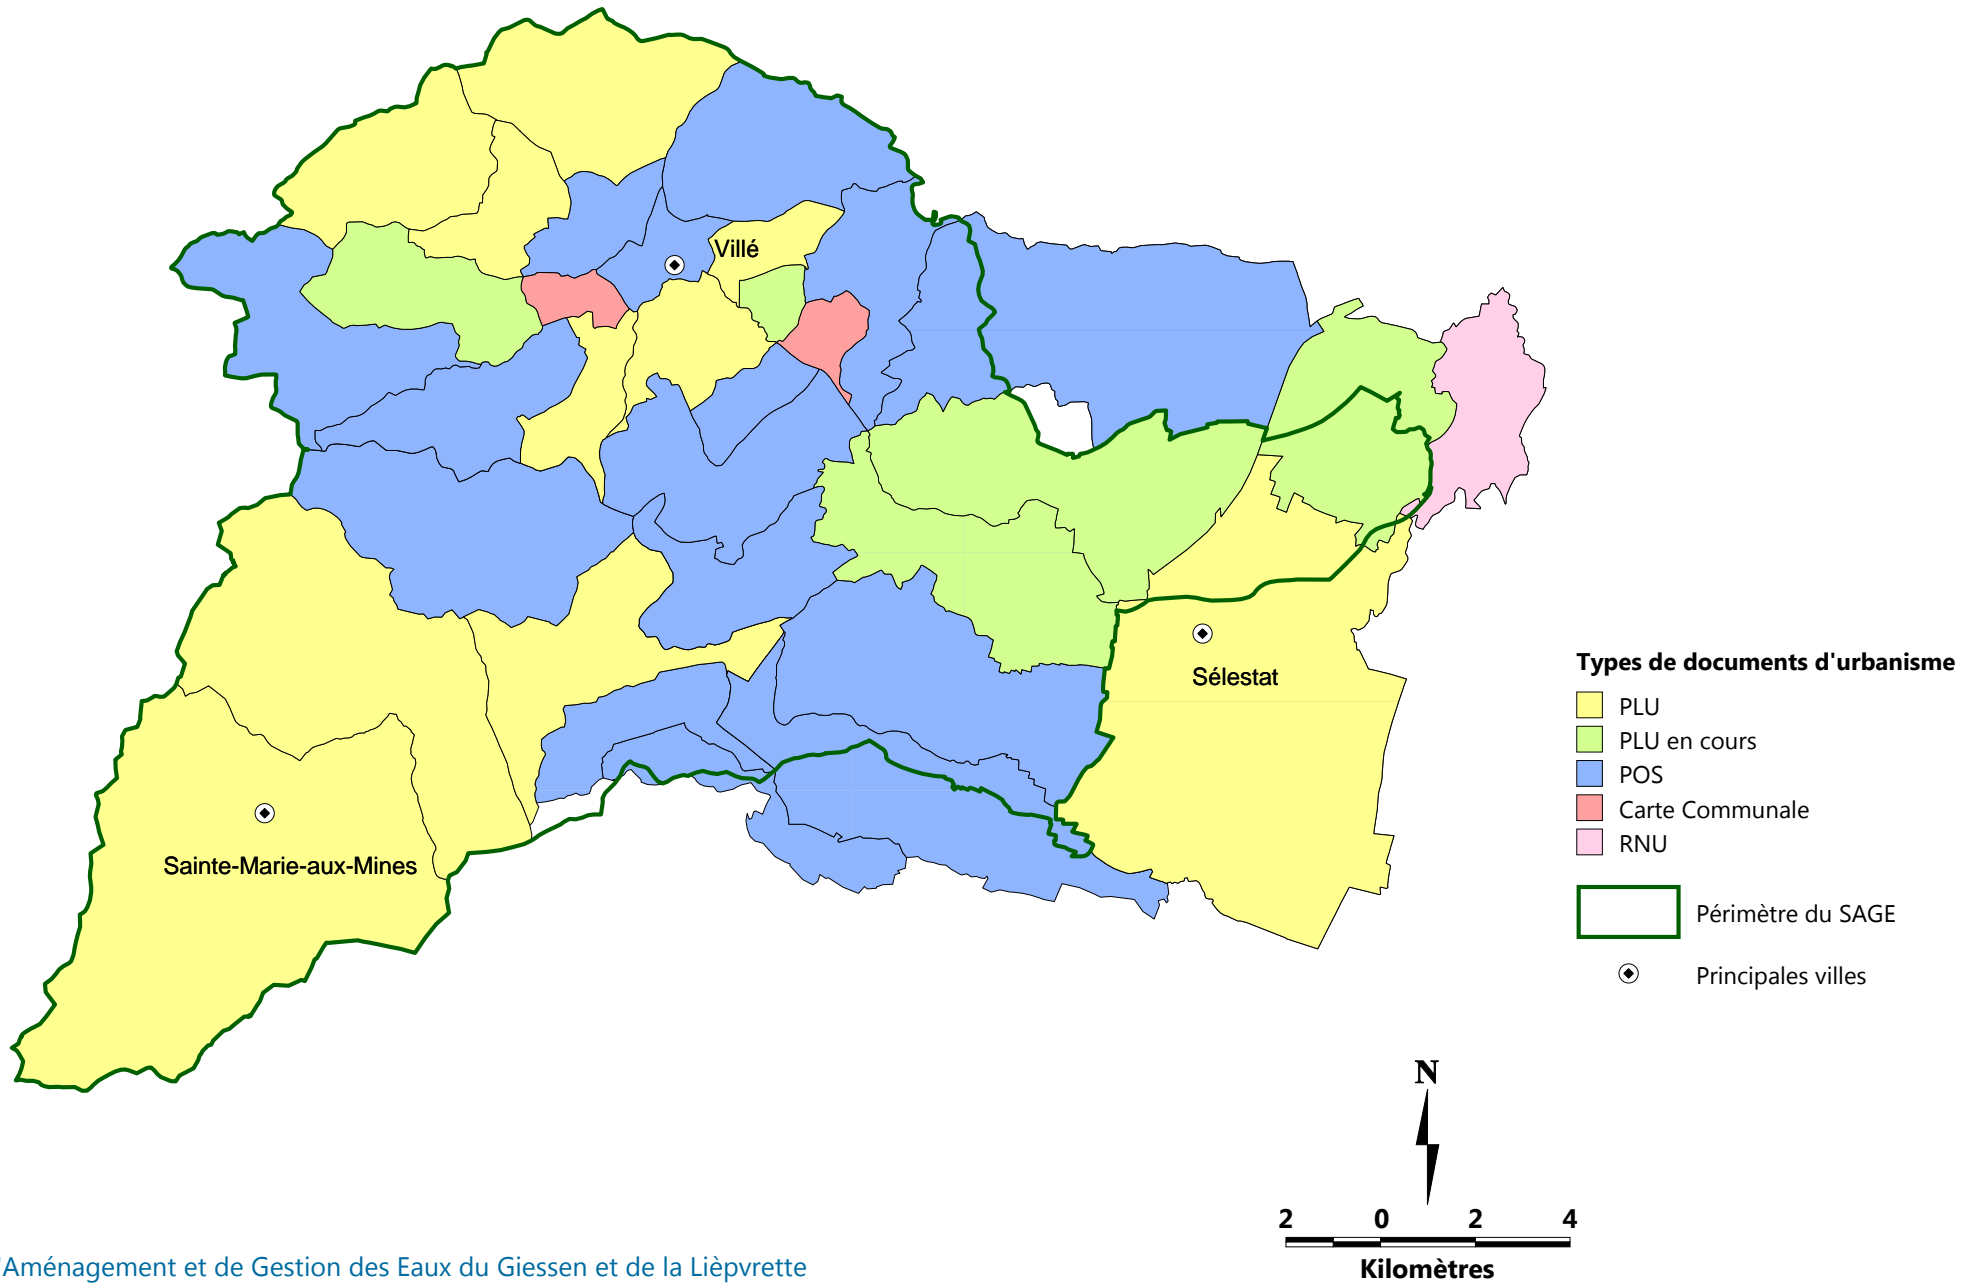 Villé
Sélestat
Sainte-Marie-aux-Mines
Types de documents d'urbanisme
PLU
PLU en cours
POS
Carte Communale
RNU
Périmètre du SAGE
Principales villes
N
2 0 2 4
Kilomètres
'Aménagement et de Gestion des Eaux du Giessen et de la Lièpvrette